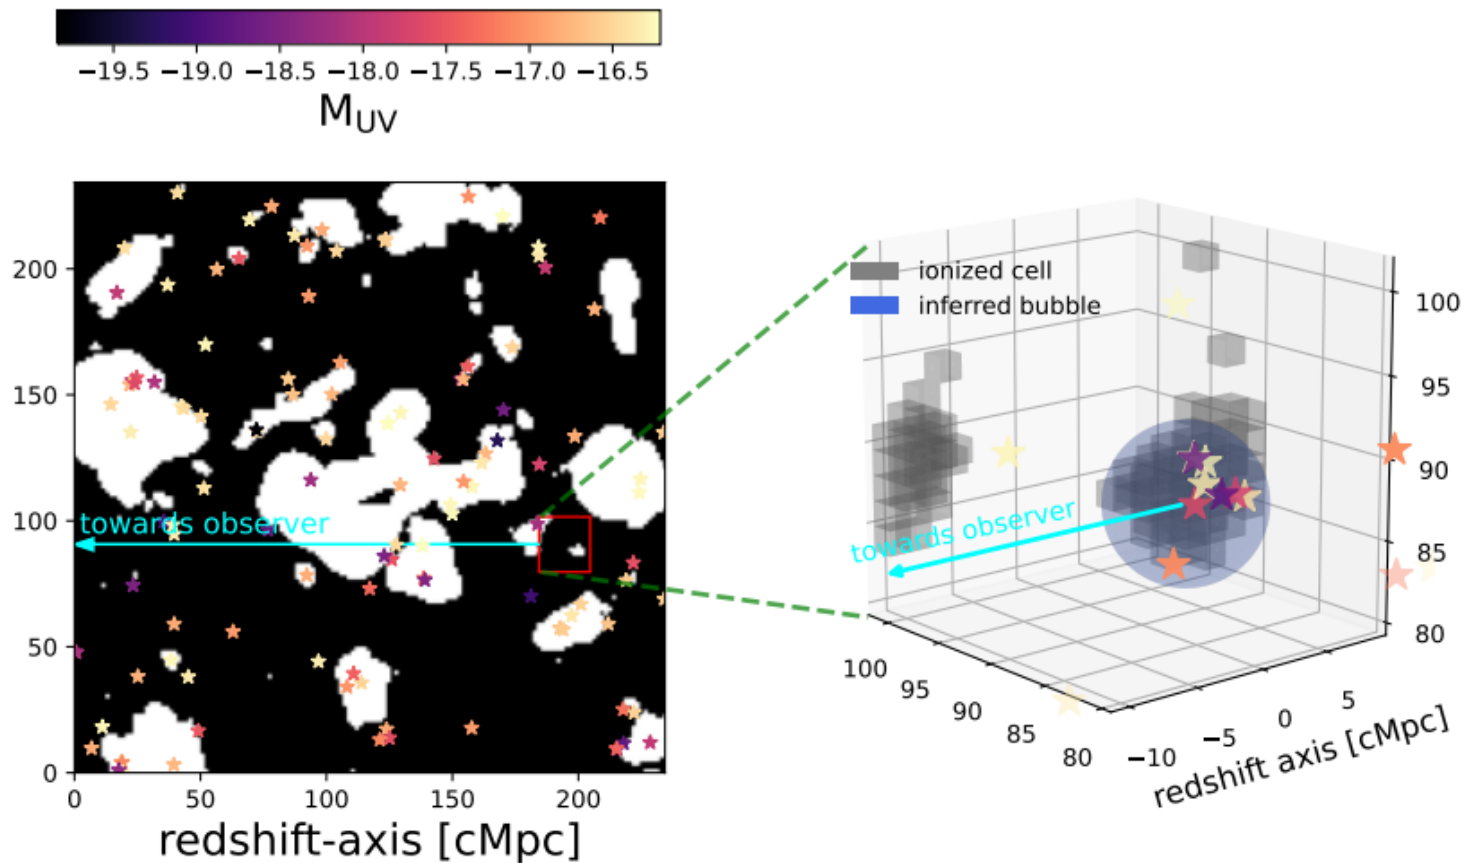 −19.5 −19.0 −18.5 −18.0 −17.5 −17.0 −16.5
M_UV
200
150
100
50
0
towards observer
0 50 100 150 200
redshift-axis [cMpc]
ionized cell
inferred bubble
towards observer
100
95
90
85
80
100 95 90 85 80
−10 −5 0 5
redshift axis [cMpc]